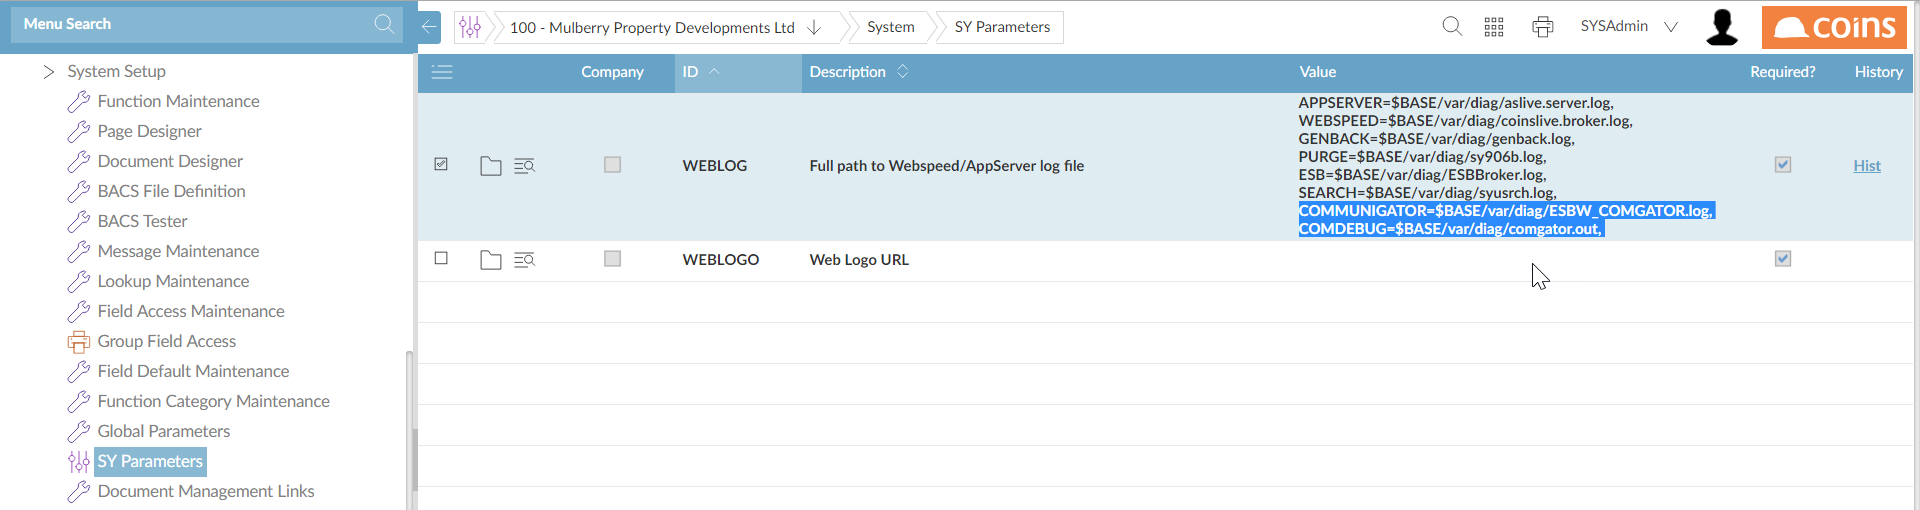 Menu Search
100 - Mulberry Property Developments Ltd
System
SY Parameters
SYSAdmin
coins
System Setup
Function Maintenance
Page Designer
Document Designer
BACS File Definition
BACS Tester
Message Maintenance
Lookup Maintenance
Field Access Maintenance
Group Field Access
Field Default Maintenance
Function Category Maintenance
Global Parameters
SY Parameters
Document Management Links
Company
ID
Description
Value
Required?
History
WEBLOG
Full path to Webspeed/AppServer log file
APPSERVER=$BASE/var/diag/aslive.server.log,
WEBSPEED=$BASE/var/diag/coinslive.broker.log,
GENBACK=$BASE/var/diag/genback.log,
PURGE=$BASE/var/diag/sy906b.log,
ESB=$BASE/var/diag/ESBBroker.log,
SEARCH=$BASE/var/diag/syusrch.log,
COMMUNIGATOR=$BASE/var/diag/ESBW_COMGATOR.log,
COMDEBUG=$BASE/var/diag/comgator.out,
Hist
WEBLOGO
Web Logo URL